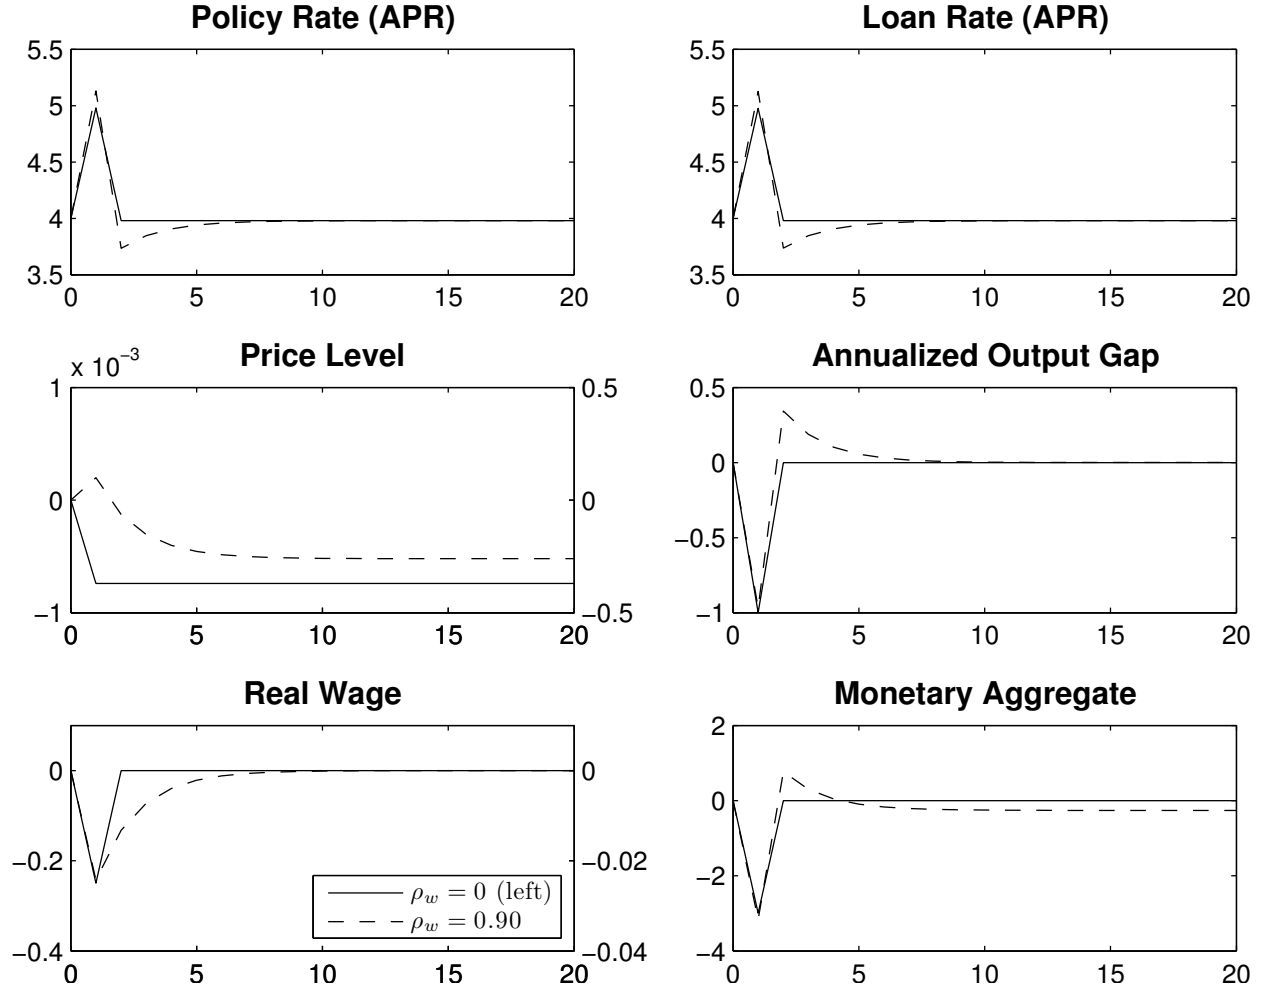 Policy Rate (APR)
5.5
5
4.5
4
3.5
0 5 10 15 20
Loan Rate (APR)
5.5
5
4.5
4
3.5
0 5 10 15 20
Price Level
x 10⁻³
1
0
−1
0.5
0
−0.5
0 5 10 15 20
Annualized Output Gap
0.5
0
−0.5
−1
0 5 10 15 20
Real Wage
0
−0.2
−0.4
0
−0.02
−0.04
ρw = 0 (left)
ρw = 0.90
0 5 10 15 20
Monetary Aggregate
2
0
−2
−4
0 5 10 15 20